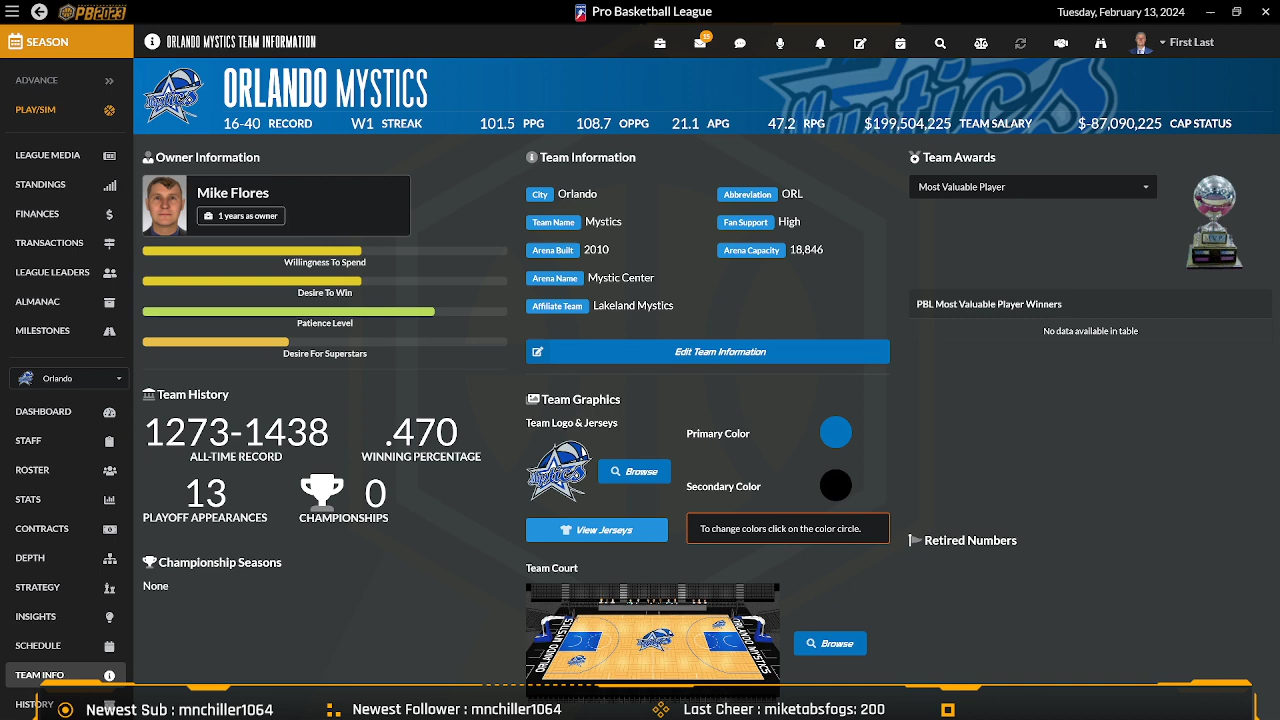 PB2023
Pro Basketball League
Tuesday, February 13, 2024
SEASON
ORLANDO MYSTICS TEAM INFORMATION
15
First Last
ADVANCE
PLAY/SIM
LEAGUE MEDIA
STANDINGS
FINANCES
TRANSACTIONS
LEAGUE LEADERS
ALMANAC
MILESTONES
Orlando
DASHBOARD
STAFF
ROSTER
STATS
CONTRACTS
DEPTH
STRATEGY
INSIGHTS
SCHEDULE
TEAM INFO
HISTORY
Mystics
ORLANDO MYSTICS
Mystics
16-40 RECORD W1 STREAK 101.5 PPG 108.7 OPPG 21.1 APG 47.2 RPG $199,504,225 TEAM SALARY $-87,090,225 CAP STATUS
Owner Information
Mike Flores
1 years as owner
Willingness To Spend
Desire To Win
Patience Level
Desire For Superstars
Team History
1273-1438
ALL-TIME RECORD
.470
WINNING PERCENTAGE
13
PLAYOFF APPEARANCES
0
CHAMPIONSHIPS
Championship Seasons
None
Team Information
City Orlando
Abbreviation ORL
Team Name Mystics
Fan Support High
Arena Built 2010
Arena Capacity 18,846
Arena Name Mystic Center
Affiliate Team Lakeland Mystics
Edit Team Information
Team Graphics
Team Logo & Jerseys
Mystics
Browse
Primary Color
Secondary Color
View Jerseys
To change colors click on the color circle.
Team Court
ORLANDO MYSTICS
Mystics
ORLANDO MYSTICS
Browse
Team Awards
Most Valuable Player
MVP
PBL Most Valuable Player Winners
No data available in table
Retired Numbers
Newest Sub : mnchiller1064
Newest Follower : mnchiller1064
Last Cheer : miketabsfogs: 200